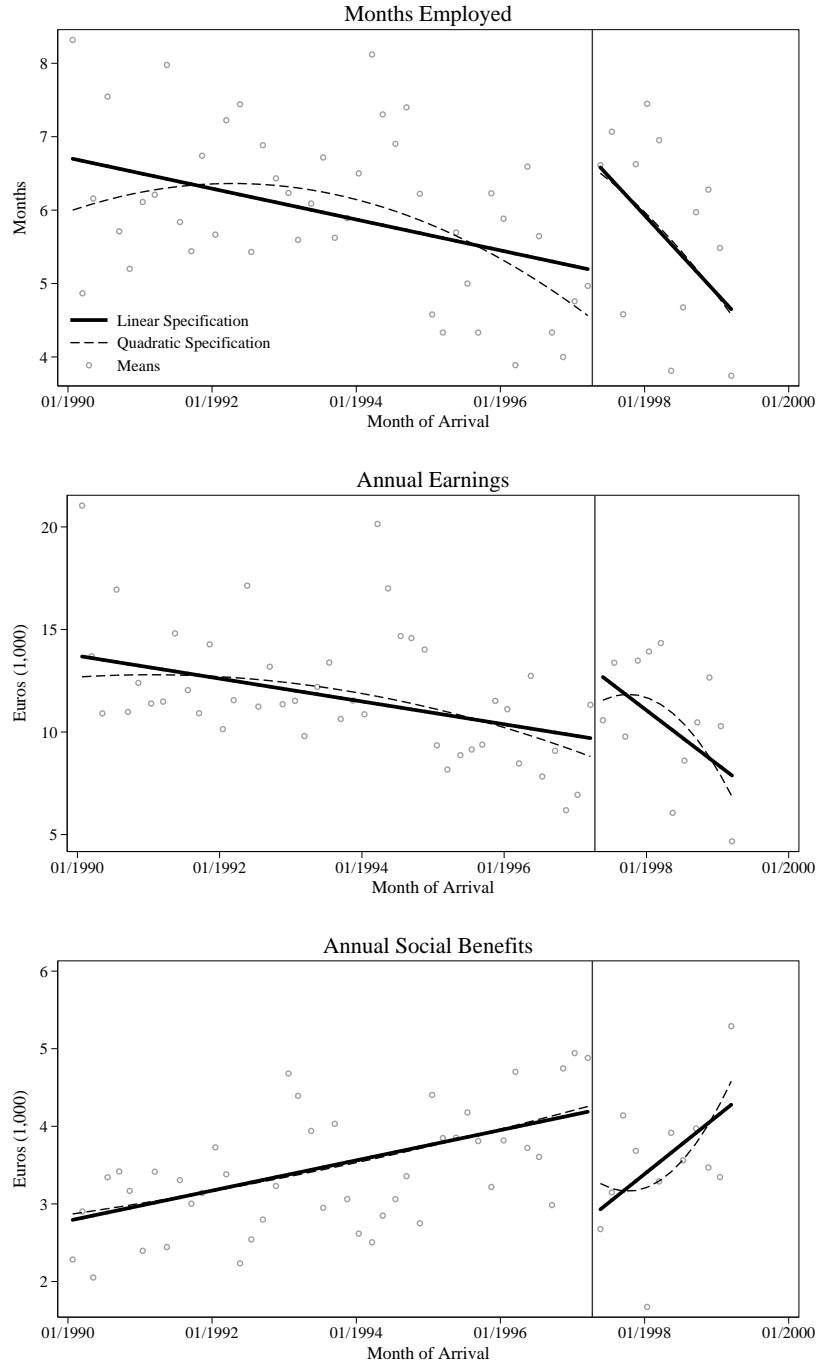 Months Employed
8
7
6
5
4
Months
Linear Specification
Quadratic Specification
Means
01/1990 01/1992 01/1994 01/1996 01/1998 01/2000
Month of Arrival
Annual Earnings
20
15
10
5
Euros (1,000)
01/1990 01/1992 01/1994 01/1996 01/1998 01/2000
Month of Arrival
Annual Social Benefits
6
5
4
3
2
Euros (1,000)
01/1990 01/1992 01/1994 01/1996 01/1998 01/2000
Month of Arrival